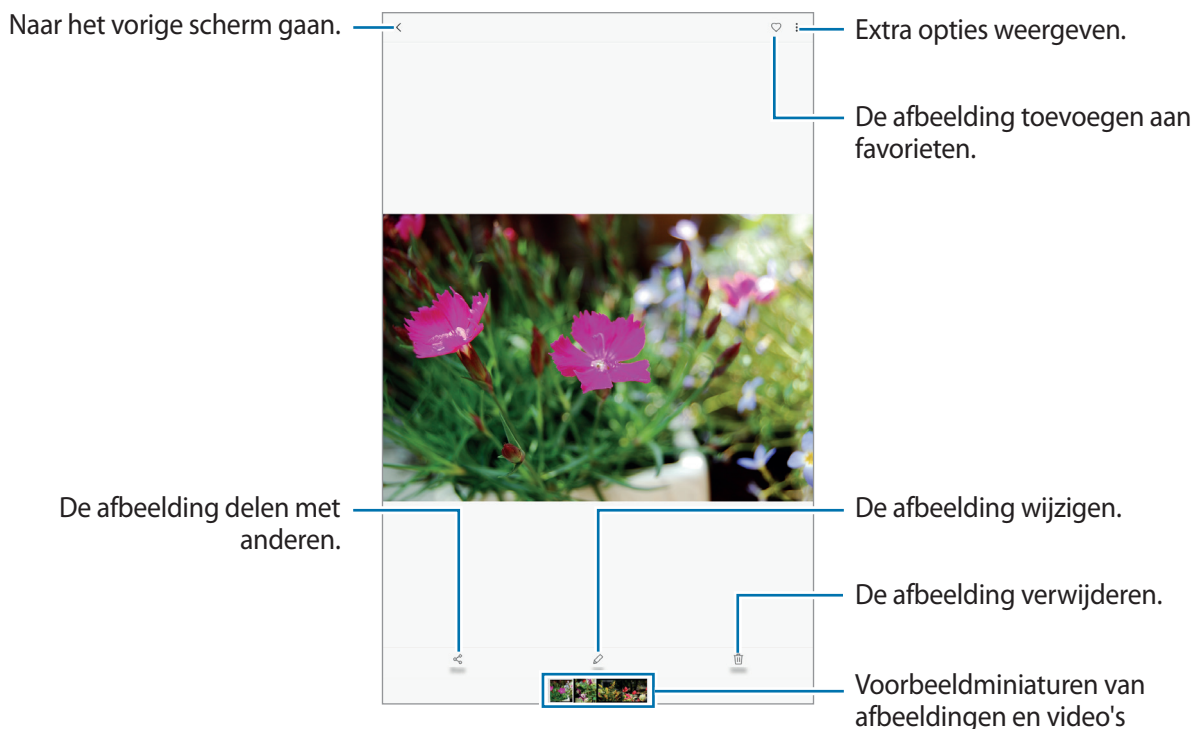 Naar het vorige scherm gaan.
Extra opties weergeven.
De afbeelding toevoegen aan
favorieten.
De afbeelding delen met
anderen.
De afbeelding wijzigen.
De afbeelding verwijderen.
Voorbeeldminiaturen van
afbeeldingen en video's